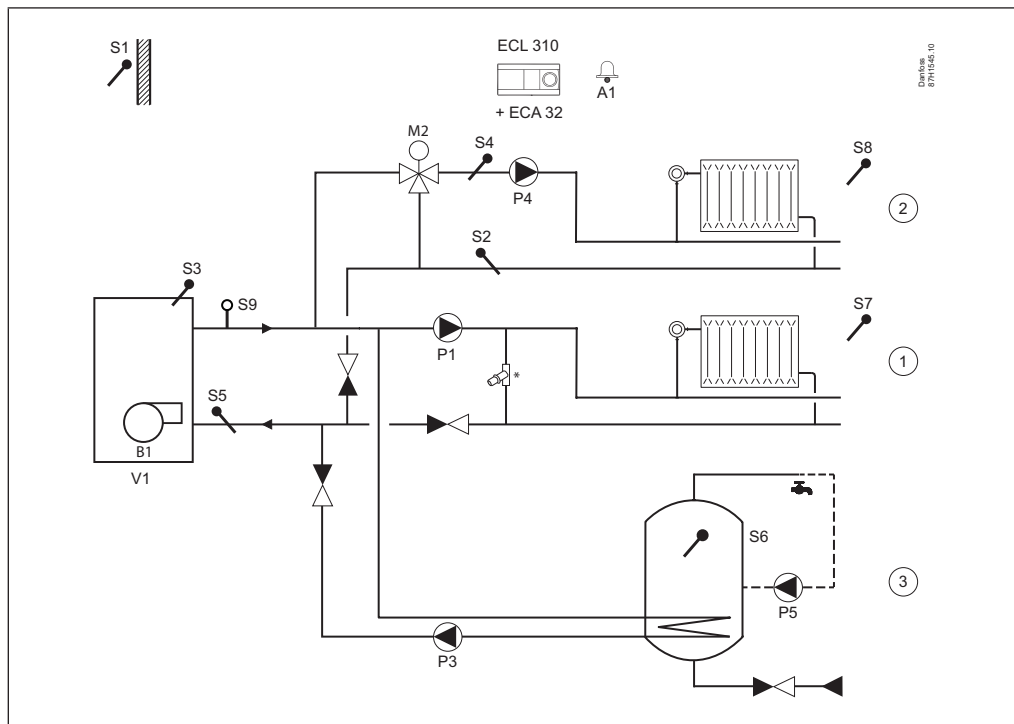 S1
ECL 310
A1
+ ECA 32
Danfoss
87H1545.10
M2
S4
P4
S8
2
S2
S3
S9
P1
S7
*
1
S5
B1
V1
S6
P5
3
P3